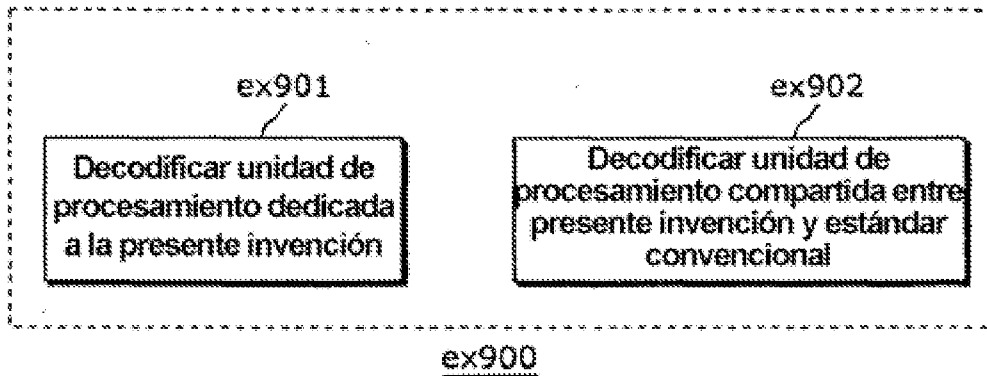 ex901
Decodificar unidad de
procesamiento dedicada
a la presente invención
ex902
Decodificar unidad de
procesamiento compartida entre
presente invención y estándar
convencional
ex900